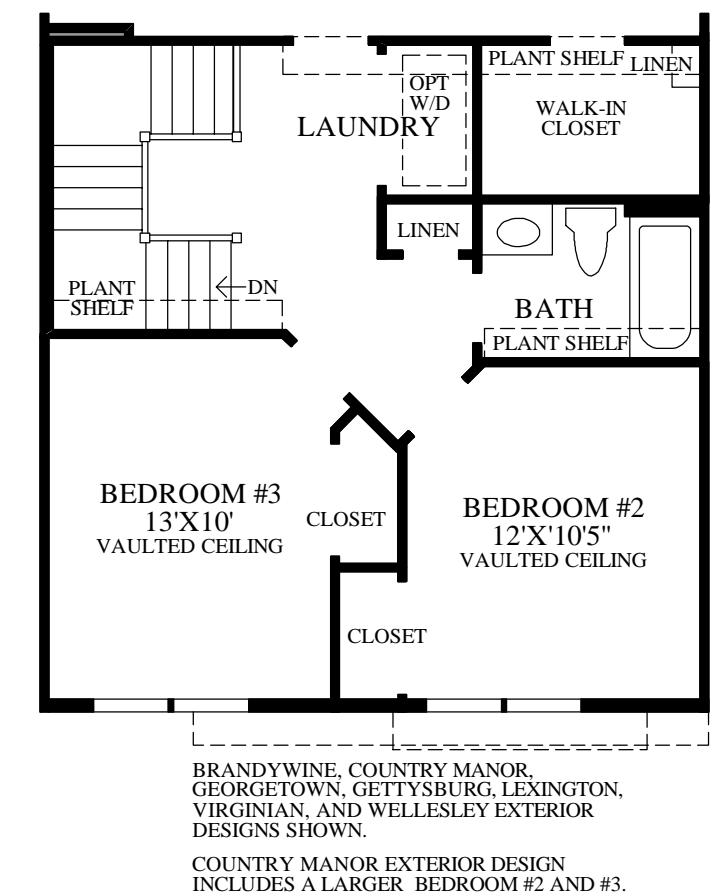 PLANT SHELF
LINEN
OPT
W/D
LAUNDRY
WALK-IN
CLOSET
LINEN
PLANT
SHELF
DN
BATH
PLANT SHELF
BEDROOM #3
13'X10'
VAULTED CEILING
CLOSET
BEDROOM #2
12'X'10'5"
VAULTED CEILING
CLOSET
BRANDYWINE, COUNTRY MANOR,
GEORGETOWN, GETTYSBURG, LEXINGTON,
VIRGINIAN, AND WELLESLEY EXTERIOR
DESIGNS SHOWN.
COUNTRY MANOR EXTERIOR DESIGN
INCLUDES A LARGER BEDROOM #2 AND #3.